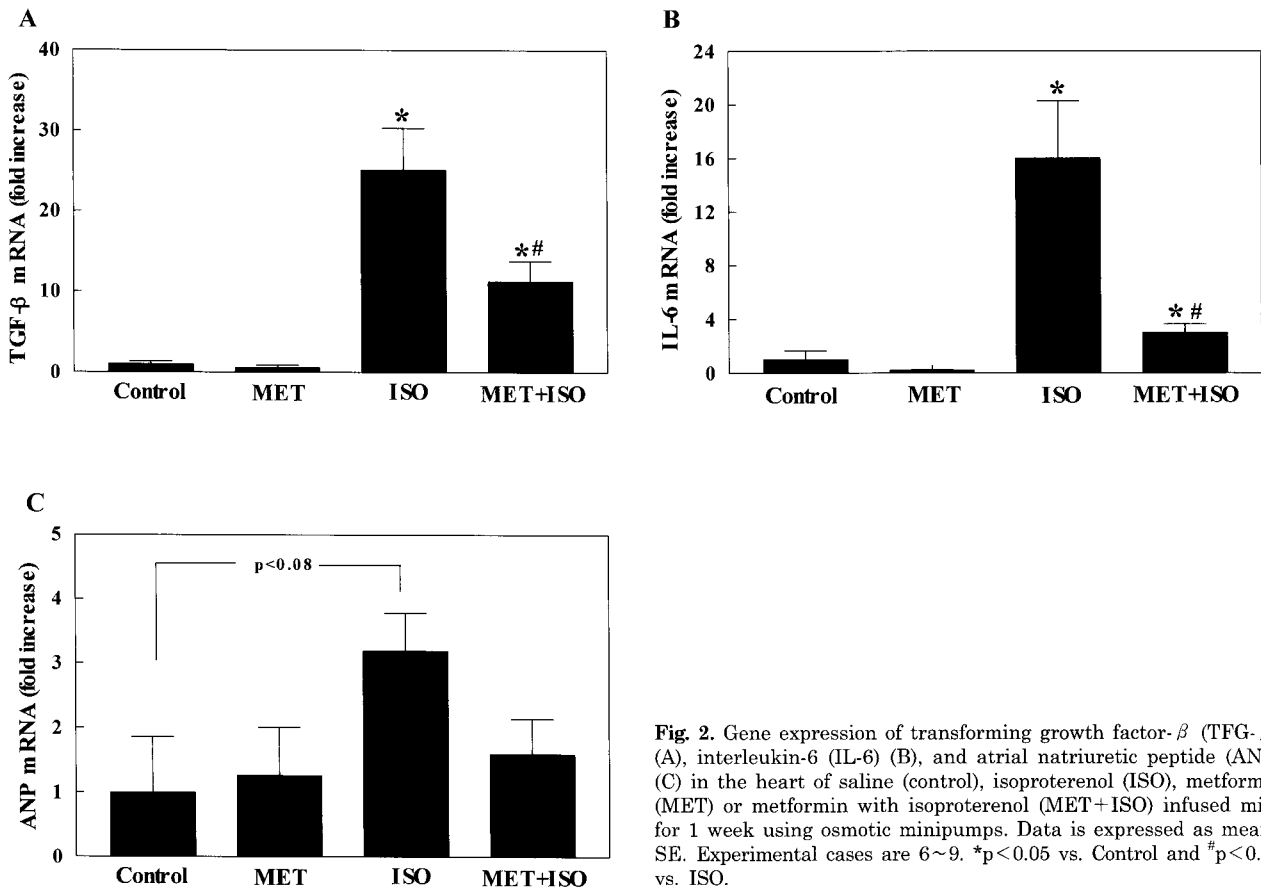 A
TGF-β mRNA (fold increase)
40
30
20
10
0
*
*#
Control MET ISO MET+ISO
B
IL-6 mRNA (fold increase)
24
20
16
12
8
4
0
*
*#
Control MET ISO MET+ISO
C
ANP mRNA (fold increase)
5
4
3
2
1
0
p<0.08
Control MET ISO MET+ISO
Fig. 2. Gene expression of transforming growth factor-β (TFG-
(A), interleukin-6 (IL-6) (B), and atrial natriuretic peptide (AN
(C) in the heart of saline (control), isoproterenol (ISO), metform
(MET) or metformin with isoproterenol (MET+ISO) infused mi
for 1 week using osmotic minipumps. Data is expressed as mea
SE. Experimental cases are 6~9. *p<0.05 vs. Control and #p<0.
vs. ISO.